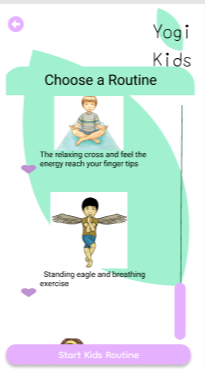 Yogi
Kids
Choose a Routine
The relaxing cross and feel the
energy reach your finger tips
Standing eagle and breathing
exercise
Start Kids Routine